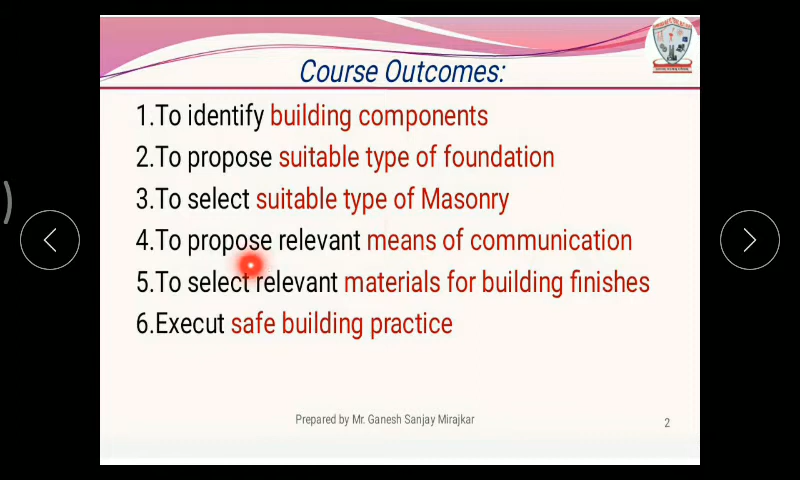 Course Outcomes:
1.To identify building components
2.To propose suitable type of foundation
3.To select suitable type of Masonry
4.To propose relevant means of communication
5.To select relevant materials for building finishes
6.Execut safe building practice
Prepared by Mr. Ganesh Sanjay Mirajkar
2